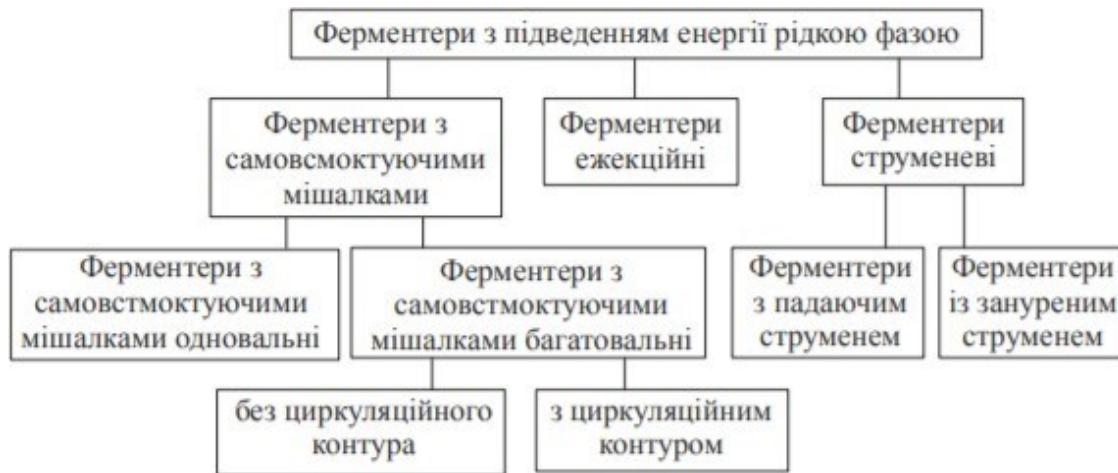 Ферментери з підведенням енергії рідкою фазою
Ферментери з
самовсмоктуючими
мішалками
Ферментери
ежекційні
Ферментери
струменеві
Ферментери з
самовстмоктуючими
мішалками одновальні
Ферментери з
самовстмоктуючими
мішалками багатовальні
Ферментери
з падаючим
струменем
Ферментери
із зануреним
струменем
без циркуляційного
контура
з циркуляційним
контуром